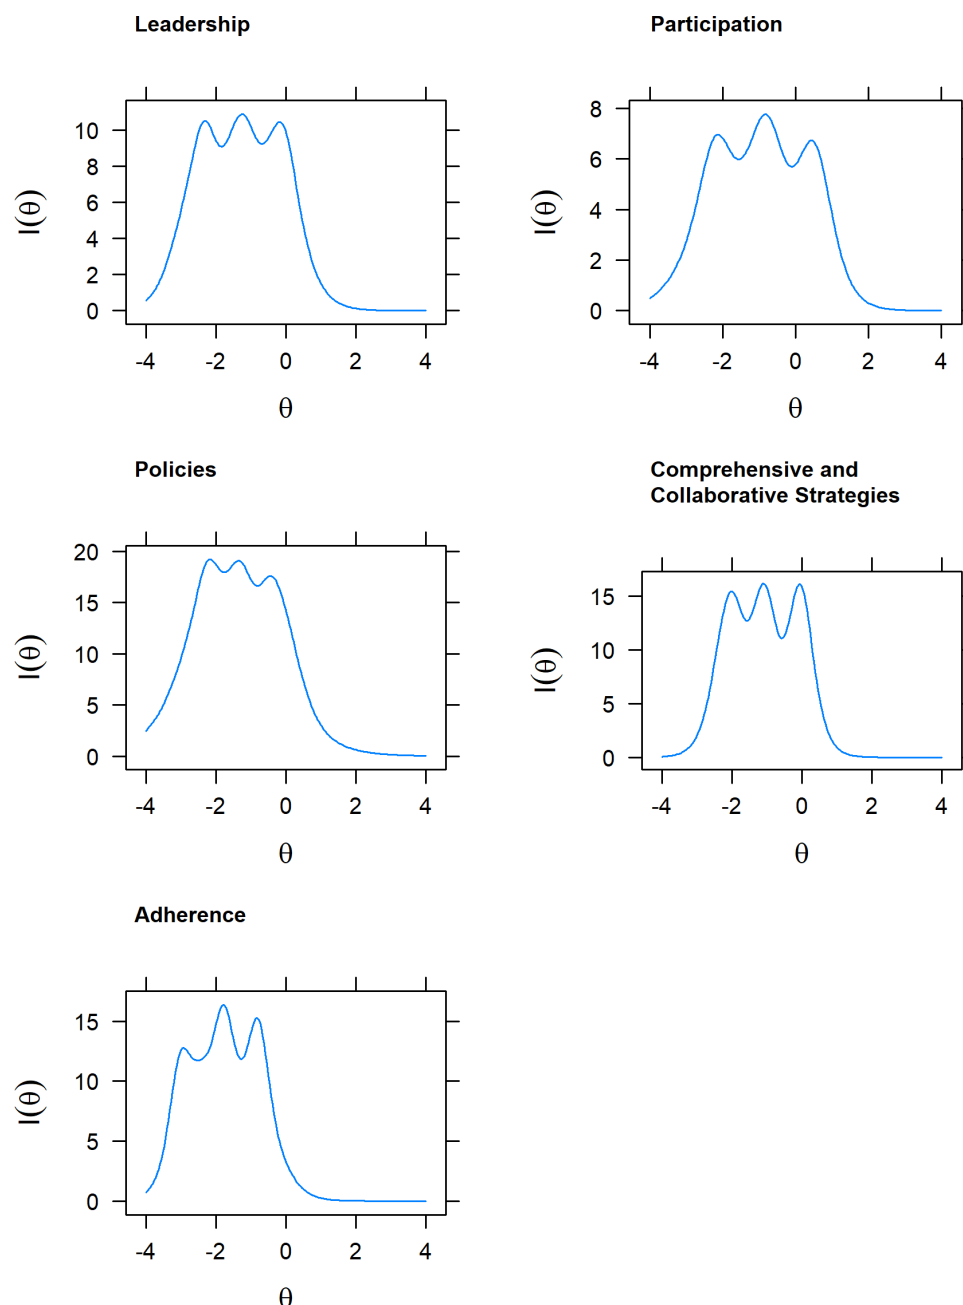 Leadership
Participation
I(θ)
10
8
6
4
2
0
-4 -2 0 2 4
θ
I(θ)
8
6
4
2
0
-4 -2 0 2 4
θ
Policies
Comprehensive and
Collaborative Strategies
I(θ)
20
15
10
5
0
-4 -2 0 2 4
θ
I(θ)
15
10
5
0
-4 -2 0 2 4
θ
Adherence
I(θ)
15
10
5
0
-4 -2 0 2 4
θ